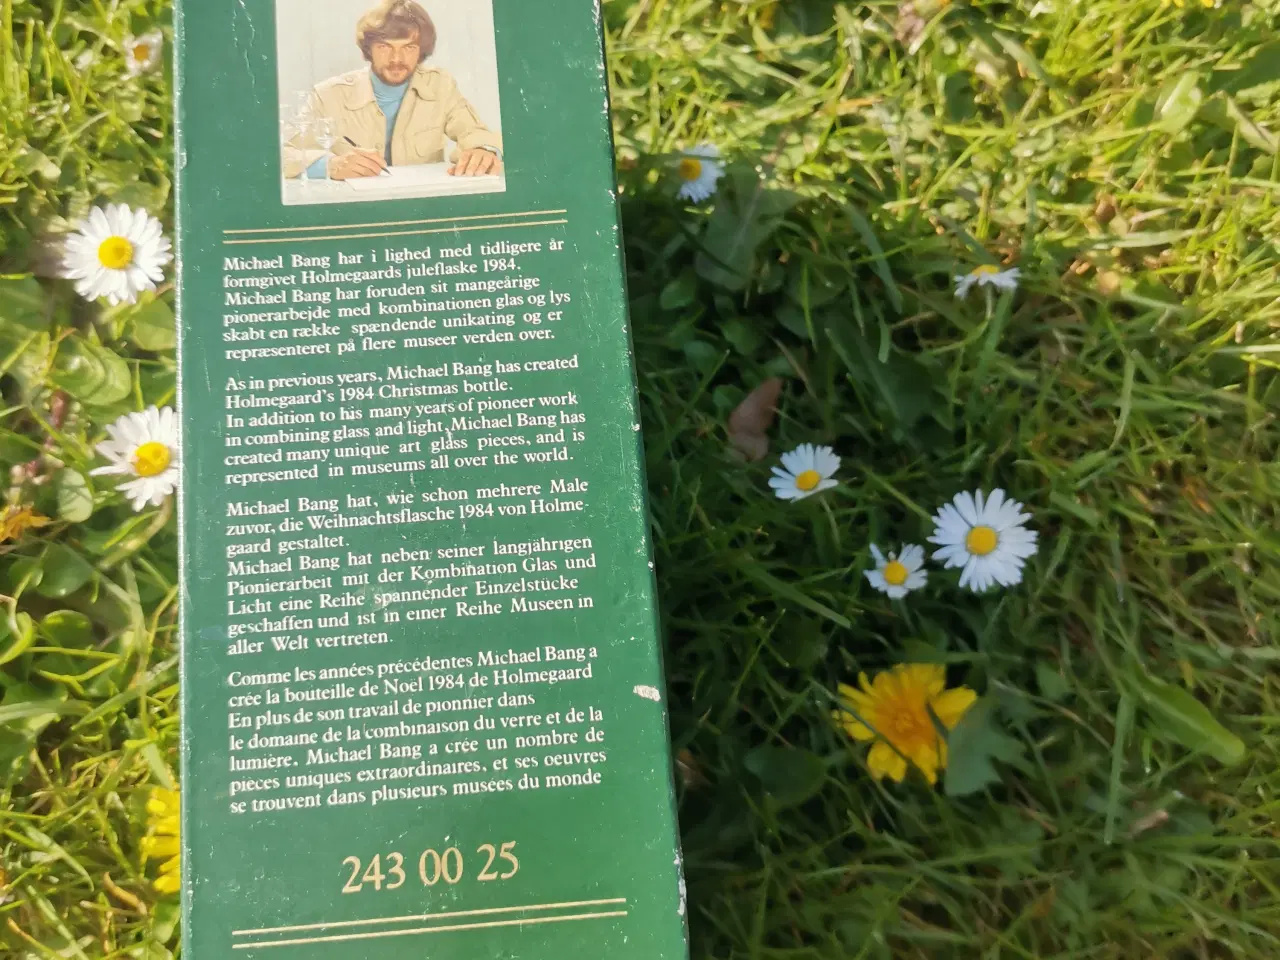 Michael Bang har i lighed med tidligere år
formgivet Holmegaards juleflaske 1984.
Michael Bang har foruden sit mangeårige
pionerarbejde med kombinationen glas og lys
skabt en række spændende unikating og er
repræsenteret på flere museer verden over.
As in previous years, Michael Bang has created
Holmegaard's 1984 Christmas bottle.
In addition to his many years of pioneer work
in combining glass and light, Michael Bang has
created many unique art glass pieces, and is
represented in museums all over the world.
Michael Bang hat, wie schon mehrere Male
zuvor, die Weihnachtsflasche 1984 von Holme-
gaard gestaltet.
Michael Bang hat neben seiner langjährigen
Pionierarbeit mit der Kombination Glas und
Licht eine Reihe spannender Einzelstücke
geschaffen und ist in einer Reihe Museen in
aller Welt vertreten.
Comme les années précédentes Michael Bang a
crée la bouteille de Noël 1984 de Holmegaard
En plus de son travail de pionnier dans
le domaine de la combinaison du verre et de la
lumière, Michael Bang a crée un nombre de
pièces uniques extraordinaires, et ses oeuvres
se trouvent dans plusieurs musées du monde
243 00 25